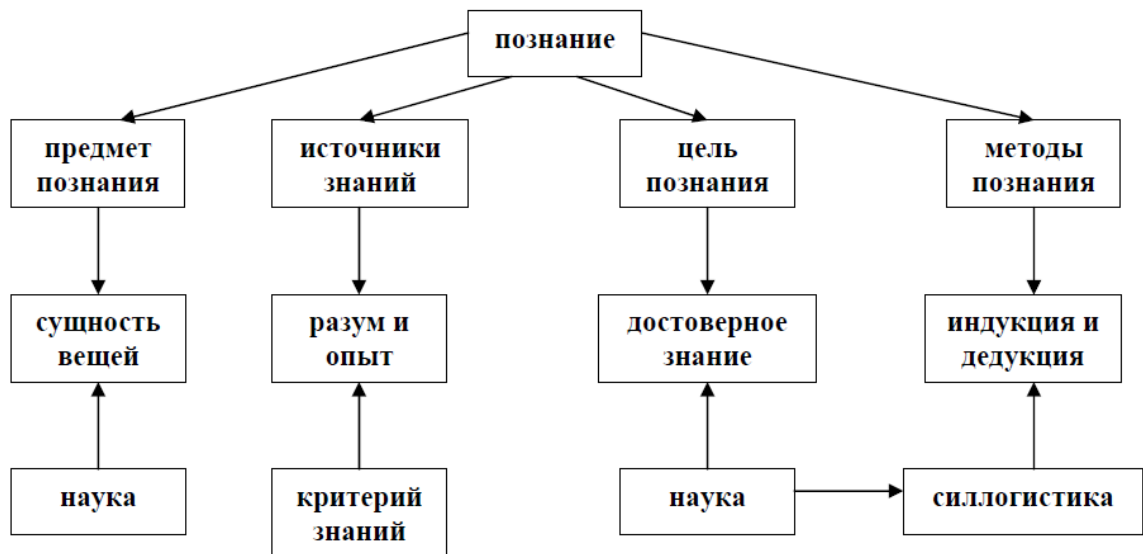 познание
предмет
познания
источники
знаний
цель
познания
методы
познания
сущность
вещей
разум и
опыт
достоверное
знание
индукция и
дедукция
наука
критерий
знаний
наука
силлогистика